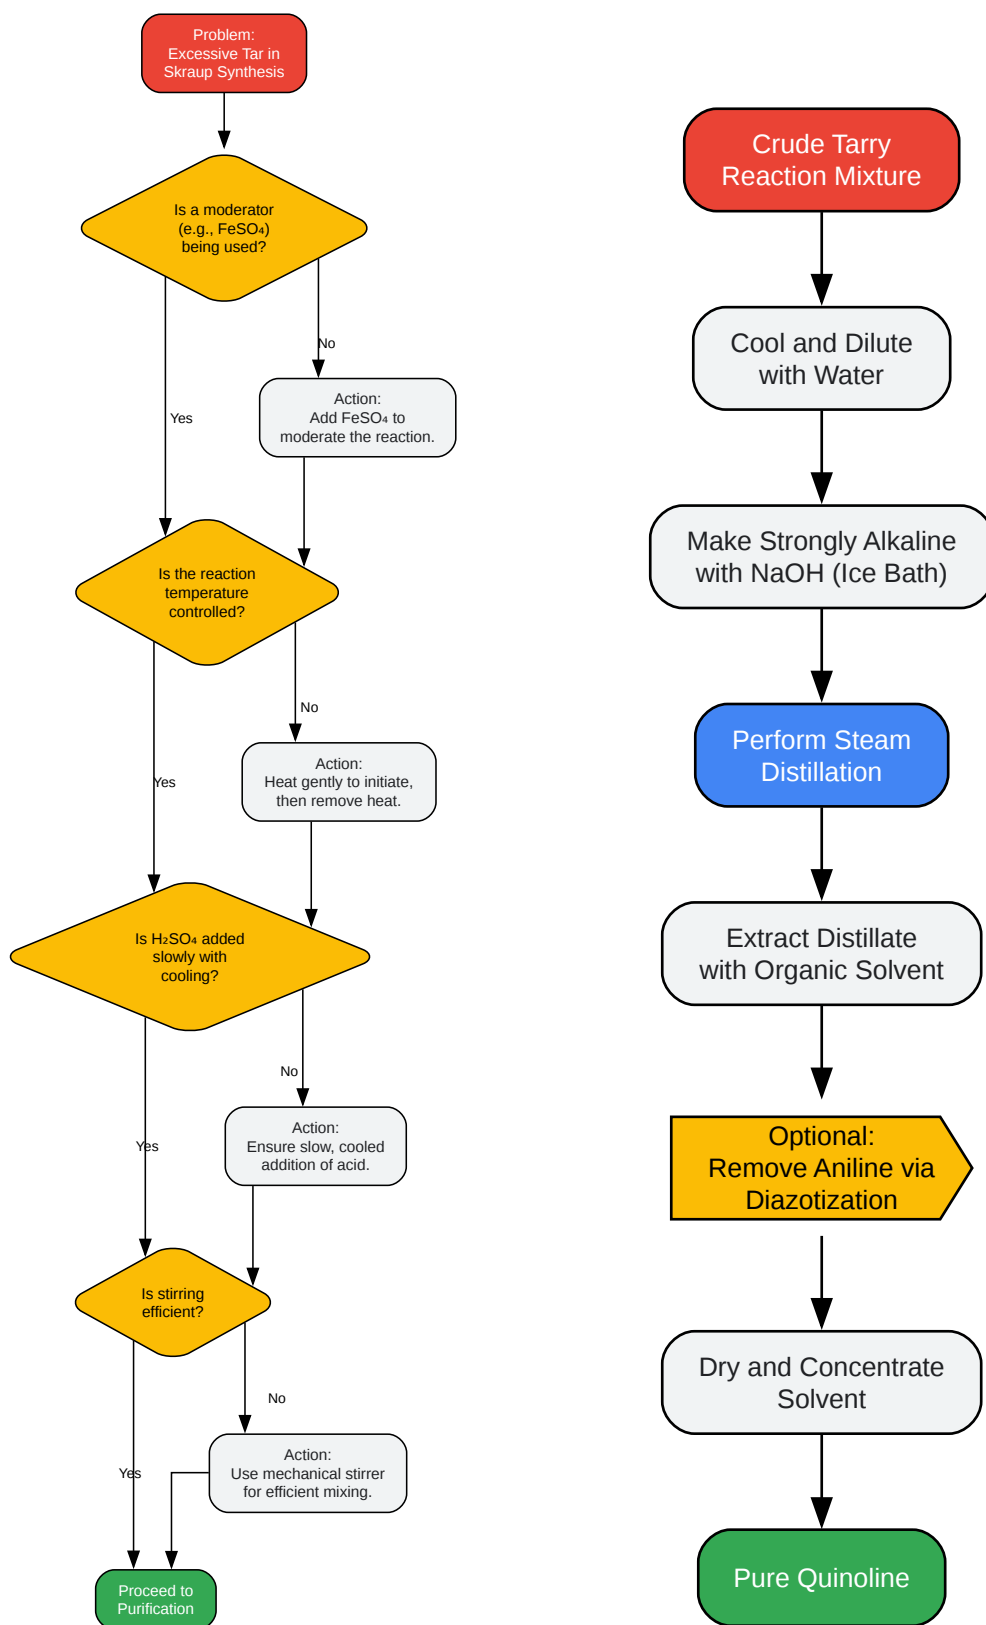 Problem:
Excessive Tar in
Skraup Synthesis
Is a moderator
(e.g., FeSO₄)
being used?
No
Yes
Action:
Add FeSO₄ to
moderate the reaction.
Is the reaction
temperature
controlled?
No
Yes
Action:
Heat gently to initiate,
then remove heat.
Is H₂SO₄ added
slowly with
cooling?
No
Yes
Action:
Ensure slow, cooled
addition of acid.
Is stirring
efficient?
No
Yes
Action:
Use mechanical stirrer
for efficient mixing.
Proceed to
Purification
Crude Tarry
Reaction Mixture
Cool and Dilute
with Water
Make Strongly Alkaline
with NaOH (Ice Bath)
Perform Steam
Distillation
Extract Distillate
with Organic Solvent
Optional:
Remove Aniline via
Diazotization
Dry and Concentrate
Solvent
Pure Quinoline